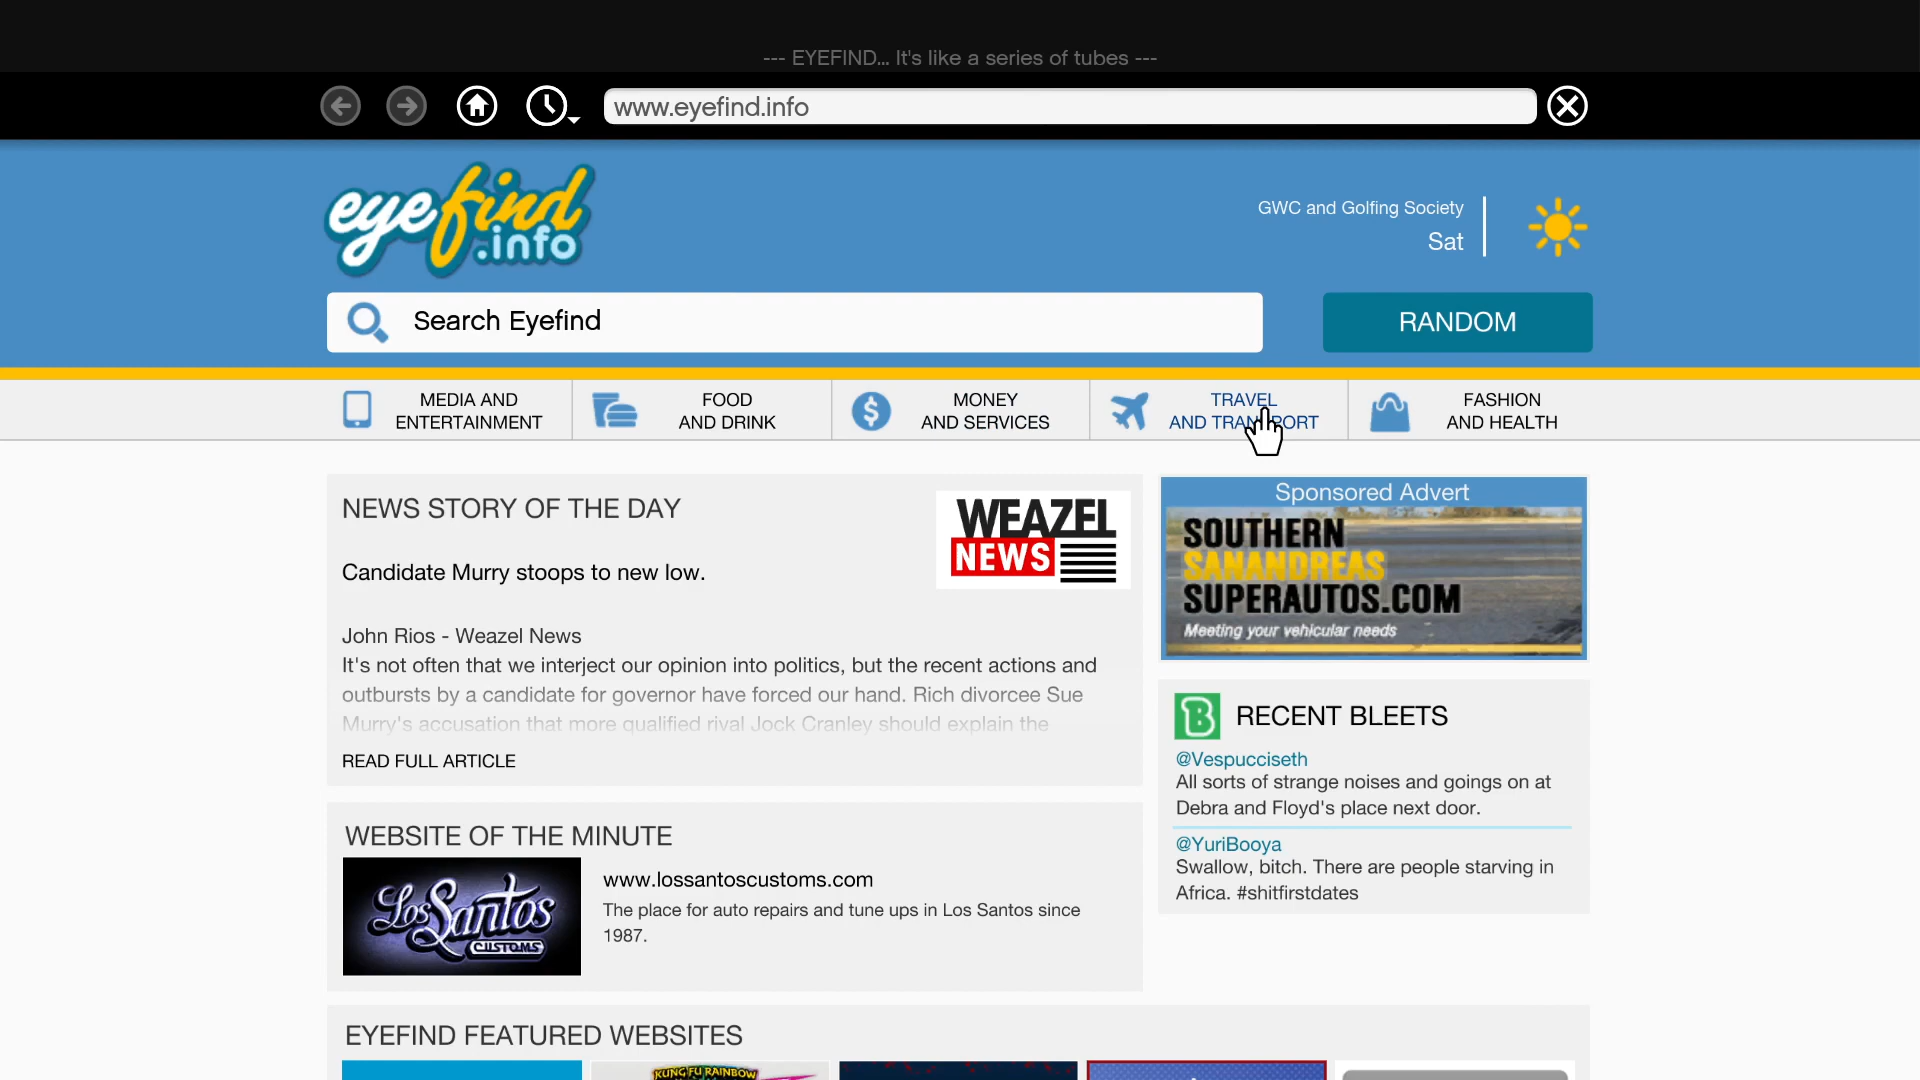 --- EYEFIND... It's like a series of tubes ---
www.eyefind.info
eyefind
.info
GWC and Golfing Society
Sat
Search Eyefind
RANDOM
MEDIA AND
ENTERTAINMENT
FOOD
AND DRINK
MONEY
AND SERVICES
TRAVEL
AND TRANSPORT
FASHION
AND HEALTH
NEWS STORY OF THE DAY
WEAZEL
NEWS
Candidate Murry stoops to new low.
John Rios - Weazel News
It's not often that we interject our opinion into politics, but the recent actions and
outbursts by a candidate for governor have forced our hand. Rich divorcee Sue
Murry's accusation that more qualified rival Jock Cranley should explain the
READ FULL ARTICLE
Sponsored Advert
SOUTHERN
SANANDREAS
SUPERAUTOS.COM
Meeting your vehicular needs
B RECENT BLEETS
@Vespucciseth
All sorts of strange noises and goings on at
Debra and Floyd's place next door.
@YuriBooya
Swallow, bitch. There are people starving in
Africa. #shitfirstdates
WEBSITE OF THE MINUTE
Los Santos
CUSTOMS
www.lossantoscustoms.com
The place for auto repairs and tune ups in Los Santos since
1987.
EYEFIND FEATURED WEBSITES
KUNG FU RAINBOW